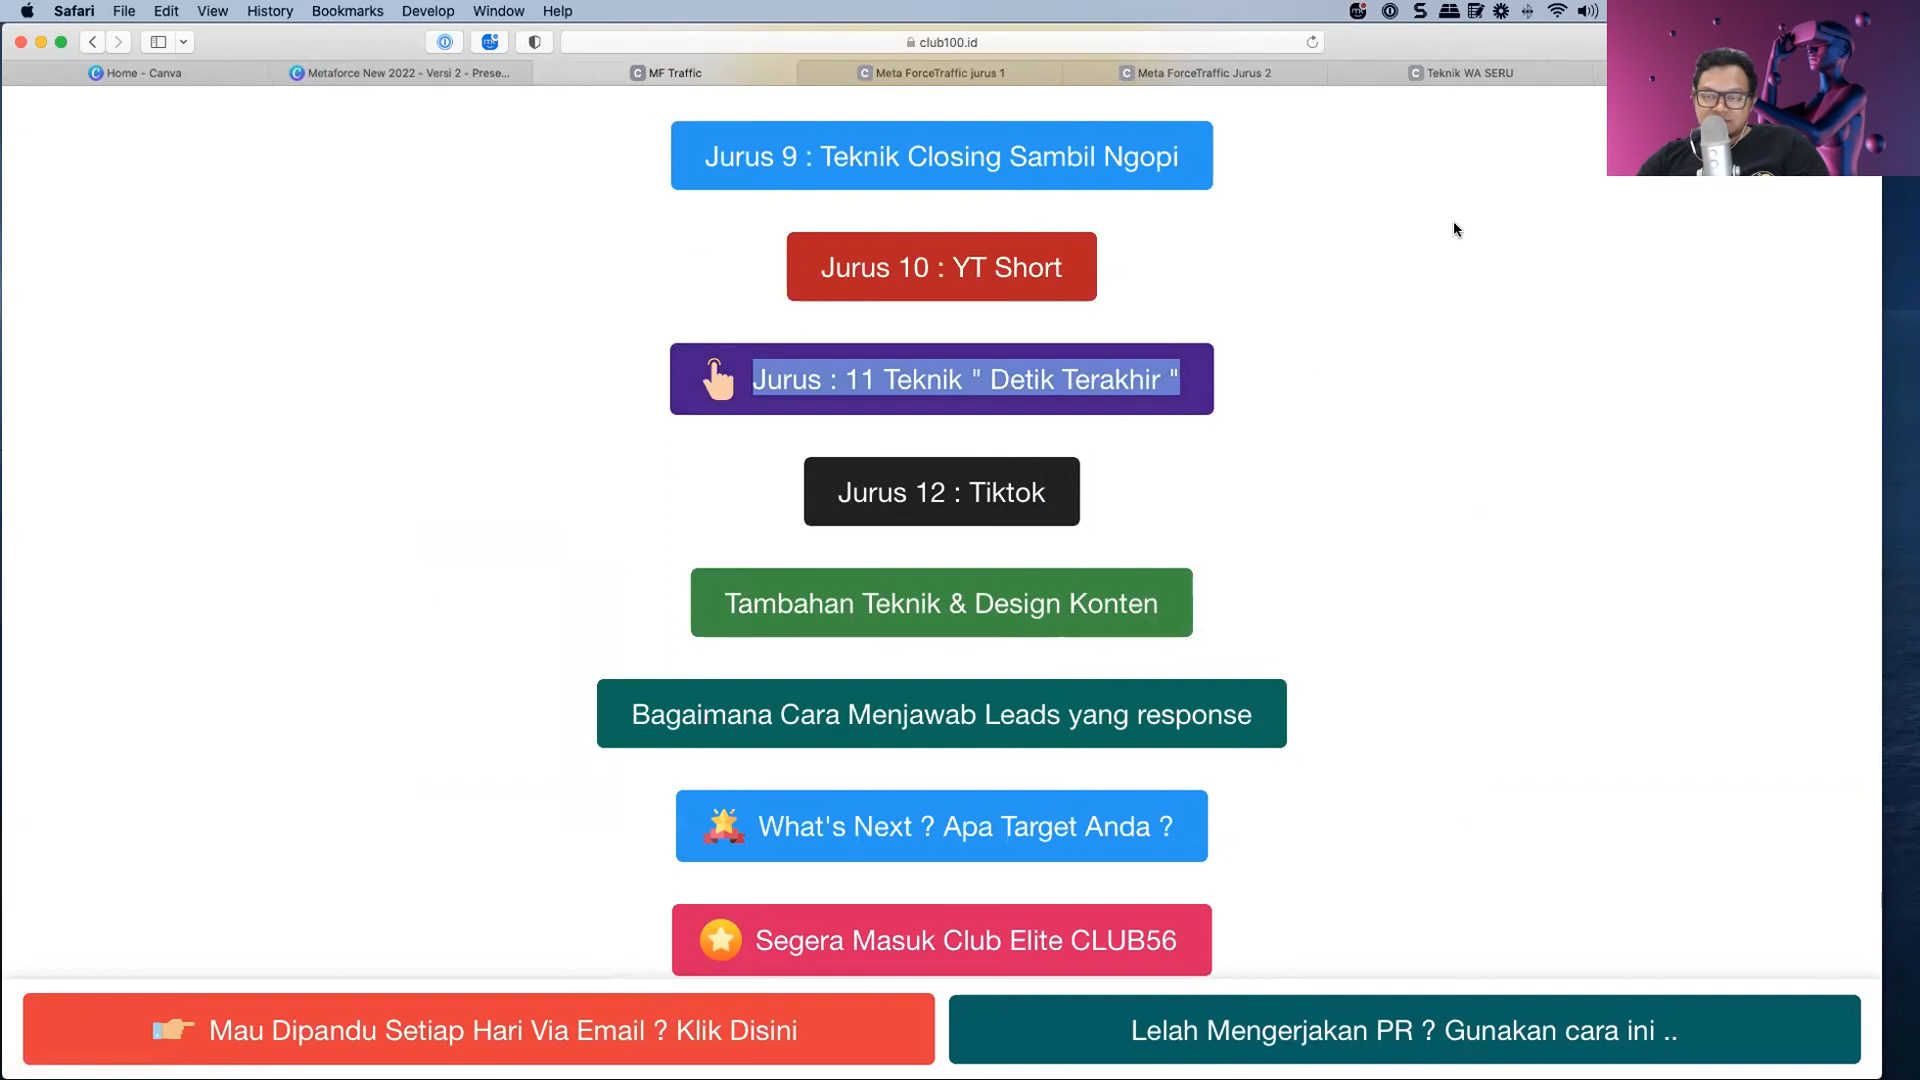 Safari File Edit View History Bookmarks Develop Window Help
club100.id
Home - Canva
Metaforce New 2022 - Versi 2 - Prese...
MF Traffic
Meta ForceTraffic jurus 1
Meta ForceTraffic Jurus 2
Teknik WA SERU
Jurus 9 : Teknik Closing Sambil Ngopi
Jurus 10 : YT Short
Jurus : 11 Teknik " Detik Terakhir "
Jurus 12 : Tiktok
Tambahan Teknik & Design Konten
Bagaimana Cara Menjawab Leads yang response
What's Next ? Apa Target Anda ?
Segera Masuk Club Elite CLUB56
Mau Dipandu Setiap Hari Via Email ? Klik Disini
Lelah Mengerjakan PR ? Gunakan cara ini ..